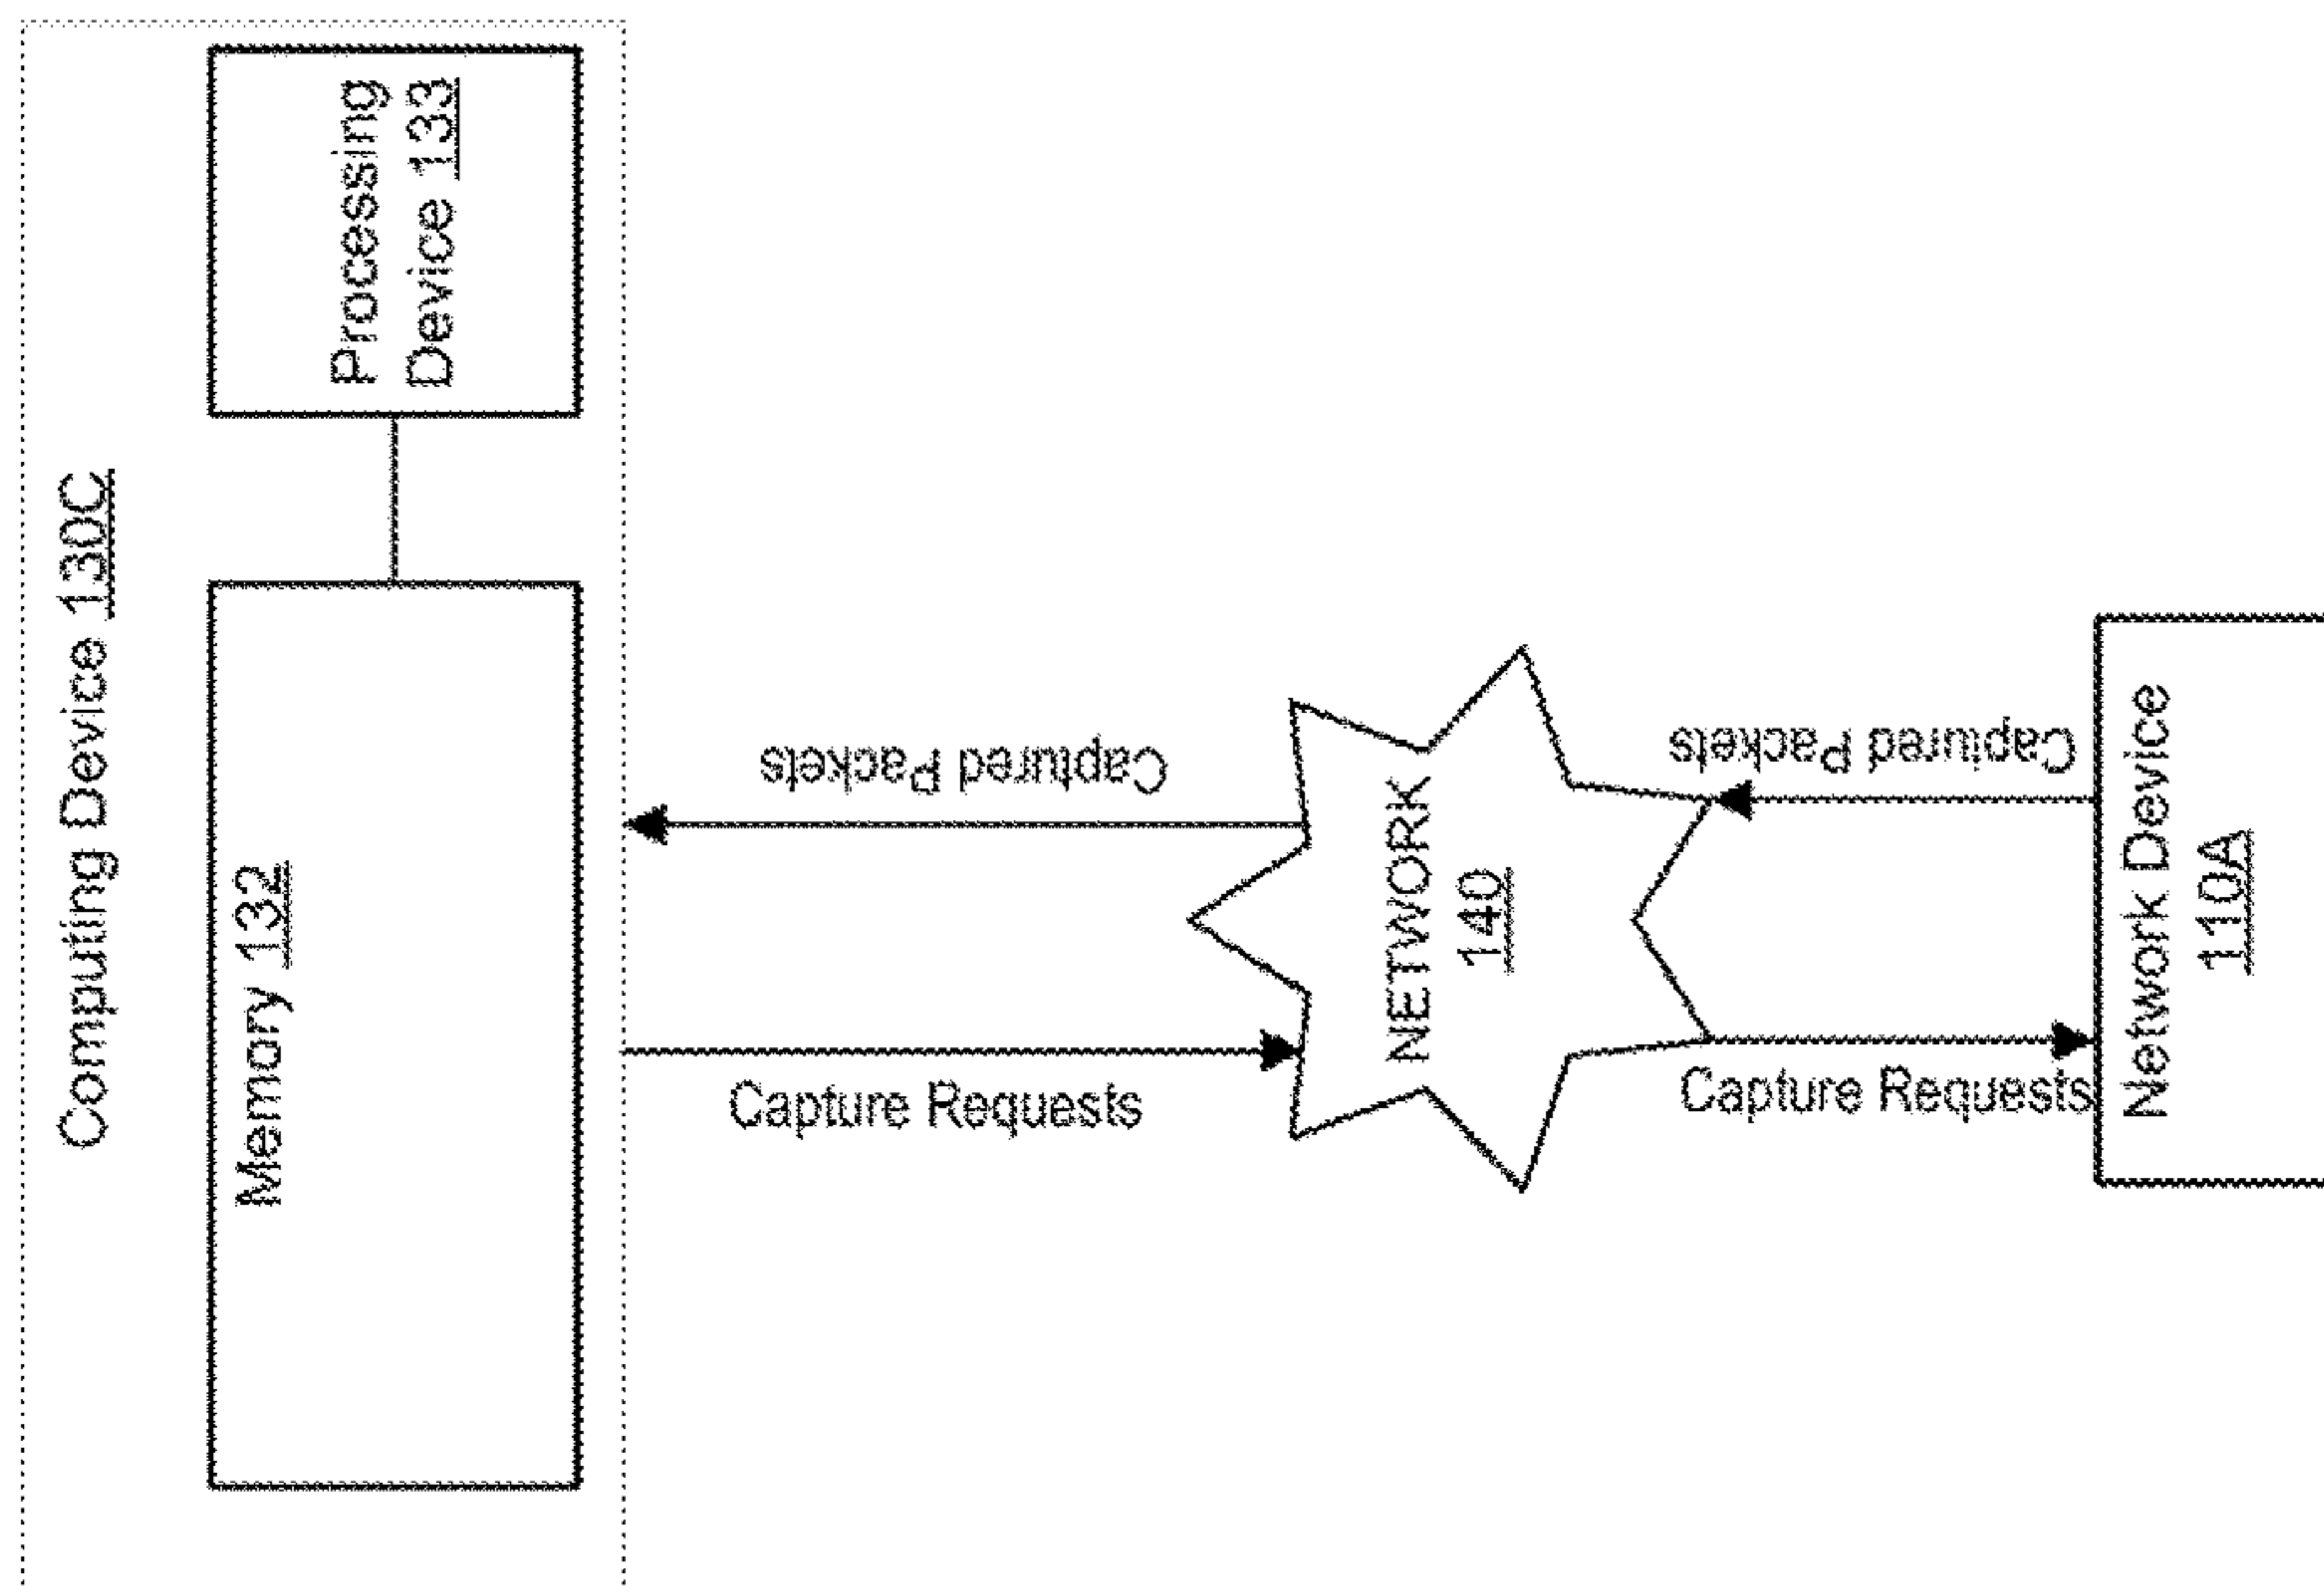 Computing Device 130C
Memory 132
Processing
Device 133
Captured Packets
Capture Requests
NETWORK
140
Captured Packets
Capture Requests
Network Device
110A